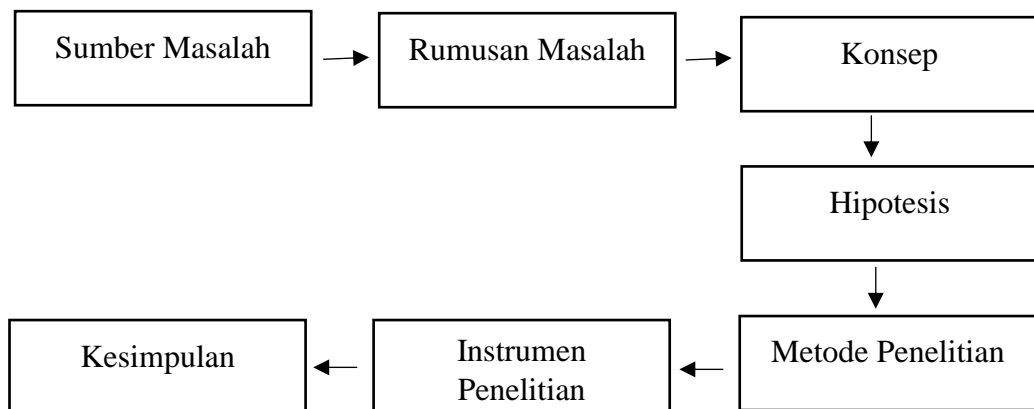 Sumber Masalah
Rumusan Masalah
Konsep
Hipotesis
Metode Penelitian
Instrumen
Penelitian
Kesimpulan